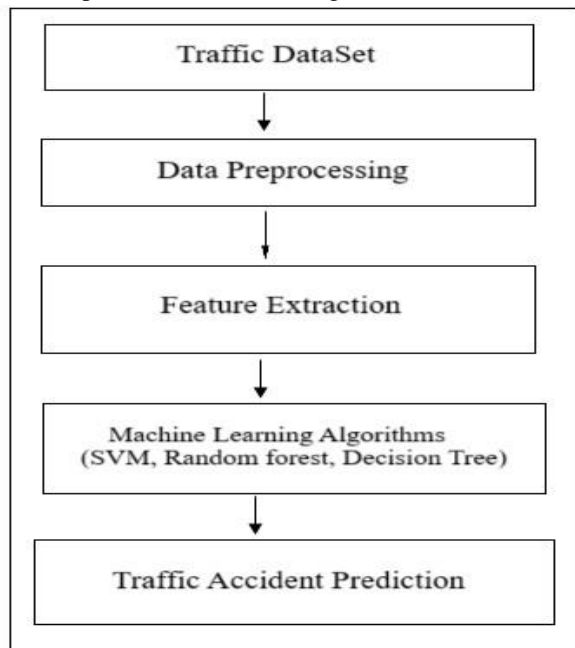 Traffic DataSet
Data Preprocessing
Feature Extraction
Machine Learning Algorithms
(SVM, Random forest, Decision Tree)
Traffic Accident Prediction